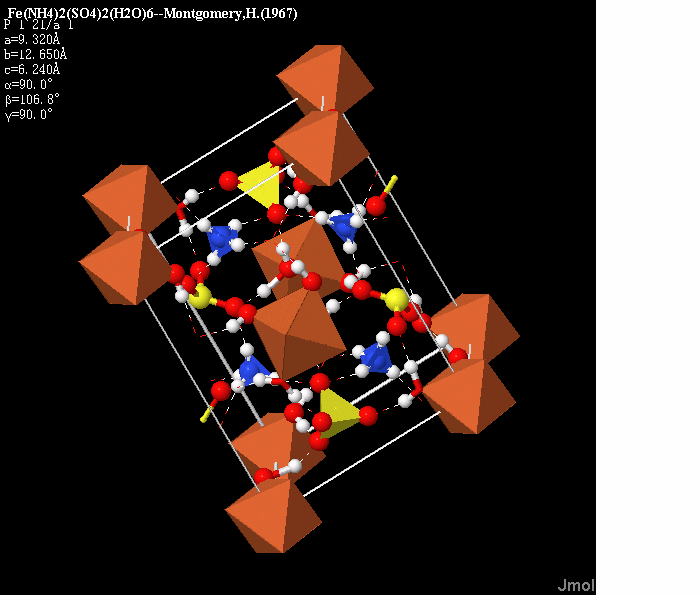 Fe(NH4)2(SO4)2(H2O)6--Montgomery,H.(1967)
P 1 21/a 1
a=9.320Å
b=12.650Å
c=6.240Å
α=90.0°
β=106.8°
γ=90.0°
Jmol